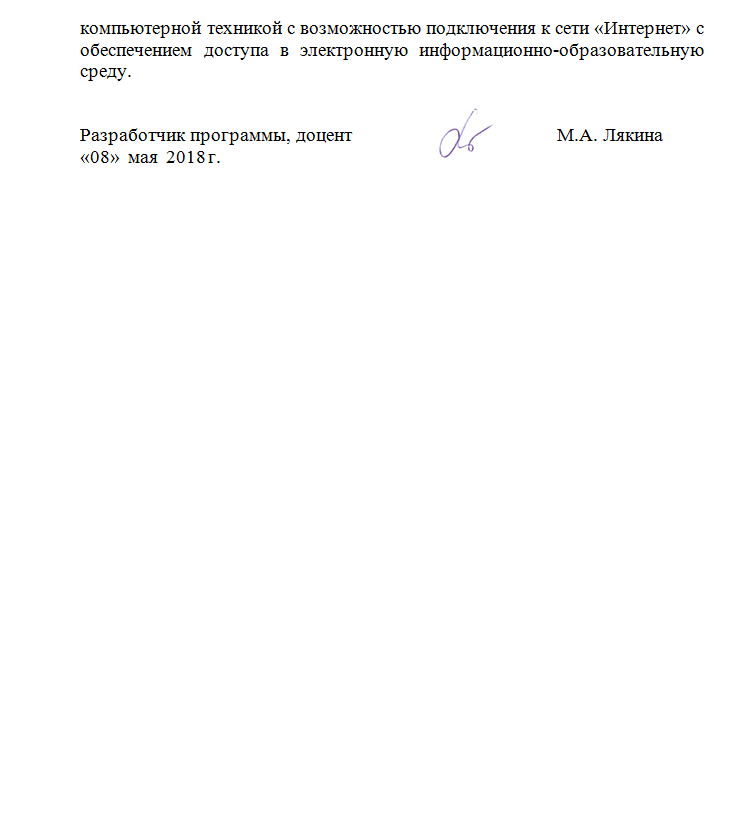 компьютерной техникой с возможностью подключения к сети «Интернет» с
обеспечением доступа в электронную информационно-образовательную
среду.
Разработчик программы, доцент М.А. Лякина
«08» мая 2018 г.